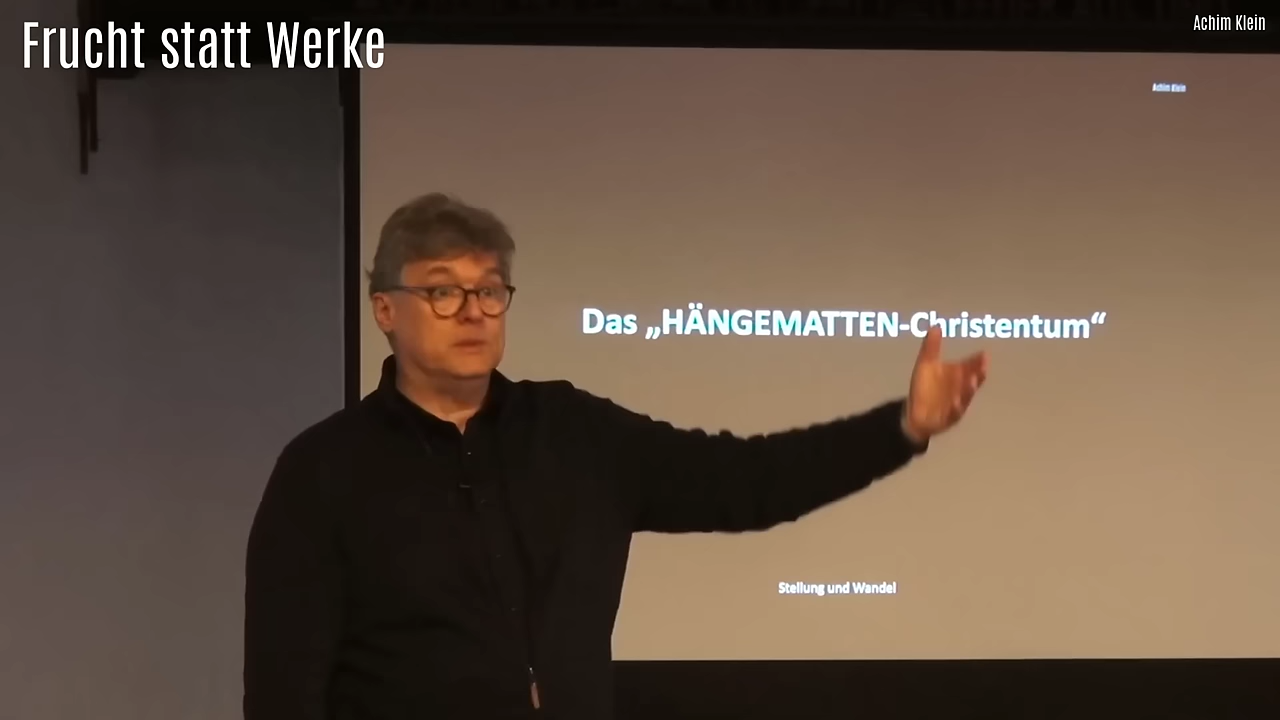 Frucht statt Werke
Achim Klein
Achim Klein
Das „HÄNGEMATTEN-Christentum“
Stellung und Wandel